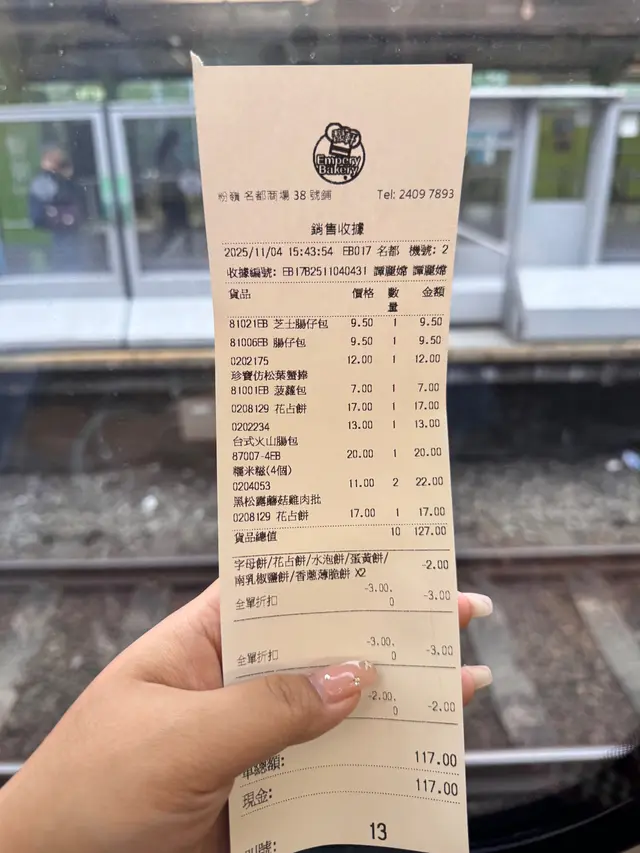 Empery
Bakery
粉嶺 名都商場 38 號舖 Tel: 2409 7893
銷售收據
2025/11/04 15:43:54 EB017 名都 機號: 2
收據編號: EB17B2511040431 譚麗嫦 譚麗嫦
貨品 價格 數量 金額
81021EB 芝士腸仔包 9.50 1 9.50
81006EB 腸仔包 9.50 1 9.50
0202175 12.00 1 12.00
珍寶仿松葉蟹捧
81001EB 菠蘿包 7.00 1 7.00
0208129 花占餅 17.00 1 17.00
0202234 13.00 1 13.00
台式火山腸包
87007-4EB 20.00 1 20.00
糯米糍(4個)
0204053 11.00 2 22.00
黑松露蘑菇雞肉批
0208129 花占餅 17.00 1 17.00
貨品總值 10 127.00
字母餅/花占餅/水泡餅/蛋黃餅/ -2.00
南乳椒鹽餅/香蔥薄脆餅 X2
-3.00.
全單折扣 0 -3.00
-3.00.
全單折扣 0 -3.00
-2.00.
0 -2.00
單總額: 117.00
現金: 117.00
13